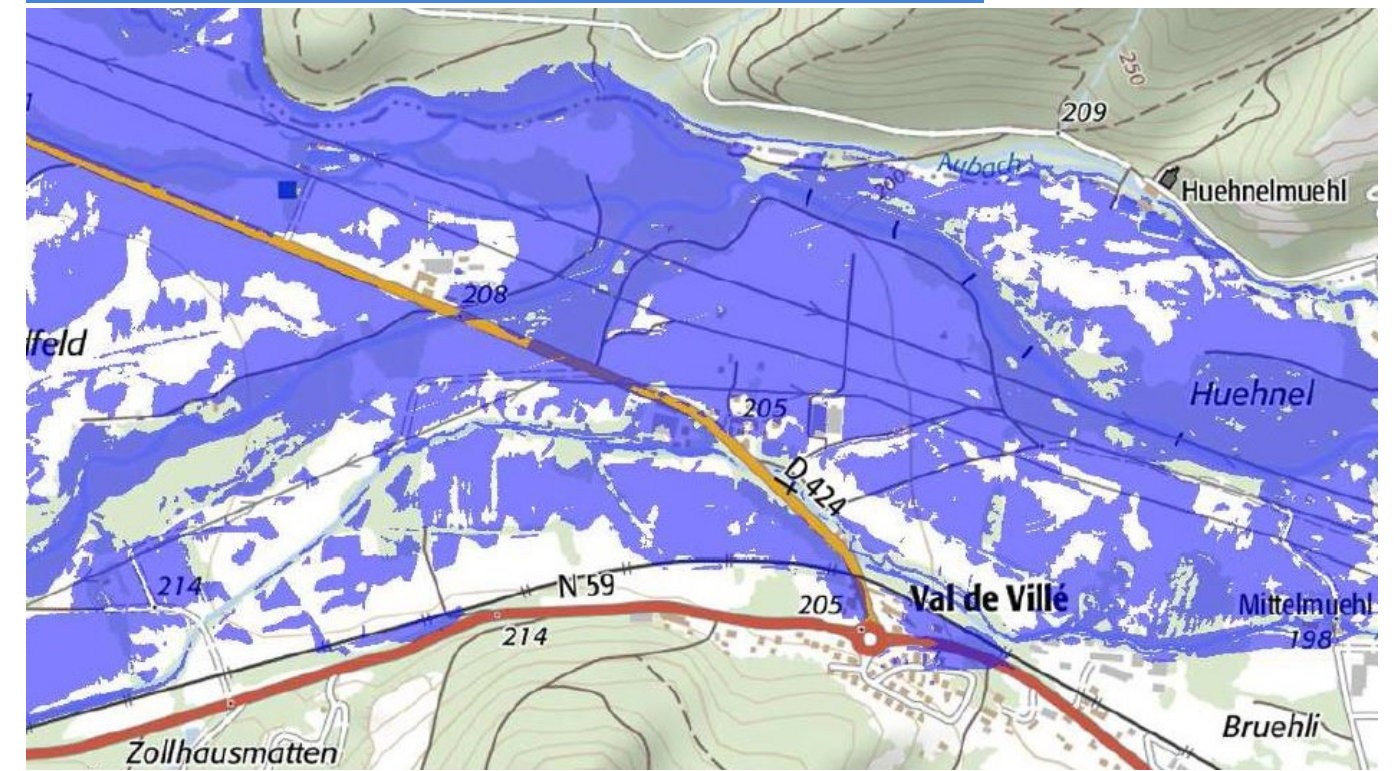 250
209
Aubach
200
Huehnelmuehl
208
Huehnel
205
D 424
214
N 59
205
Val de Villé
Mittelmuehl
214
198
Bruehli
Zollhausmatten